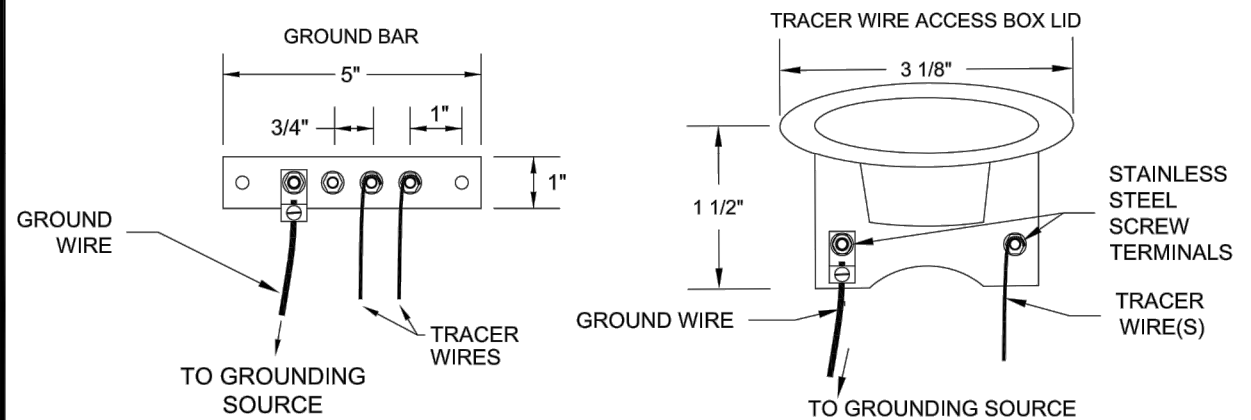 GROUND BAR
5"
3/4"
1"
1"
GROUND
WIRE
TRACER
WIRES
TO GROUNDING
SOURCE
TRACER WIRE ACCESS BOX LID
3 1/8"
1 1/2"
STAINLESS
STEEL
SCREW
TERMINALS
GROUND WIRE
TRACER
WIRE(S)
TO GROUNDING SOURCE